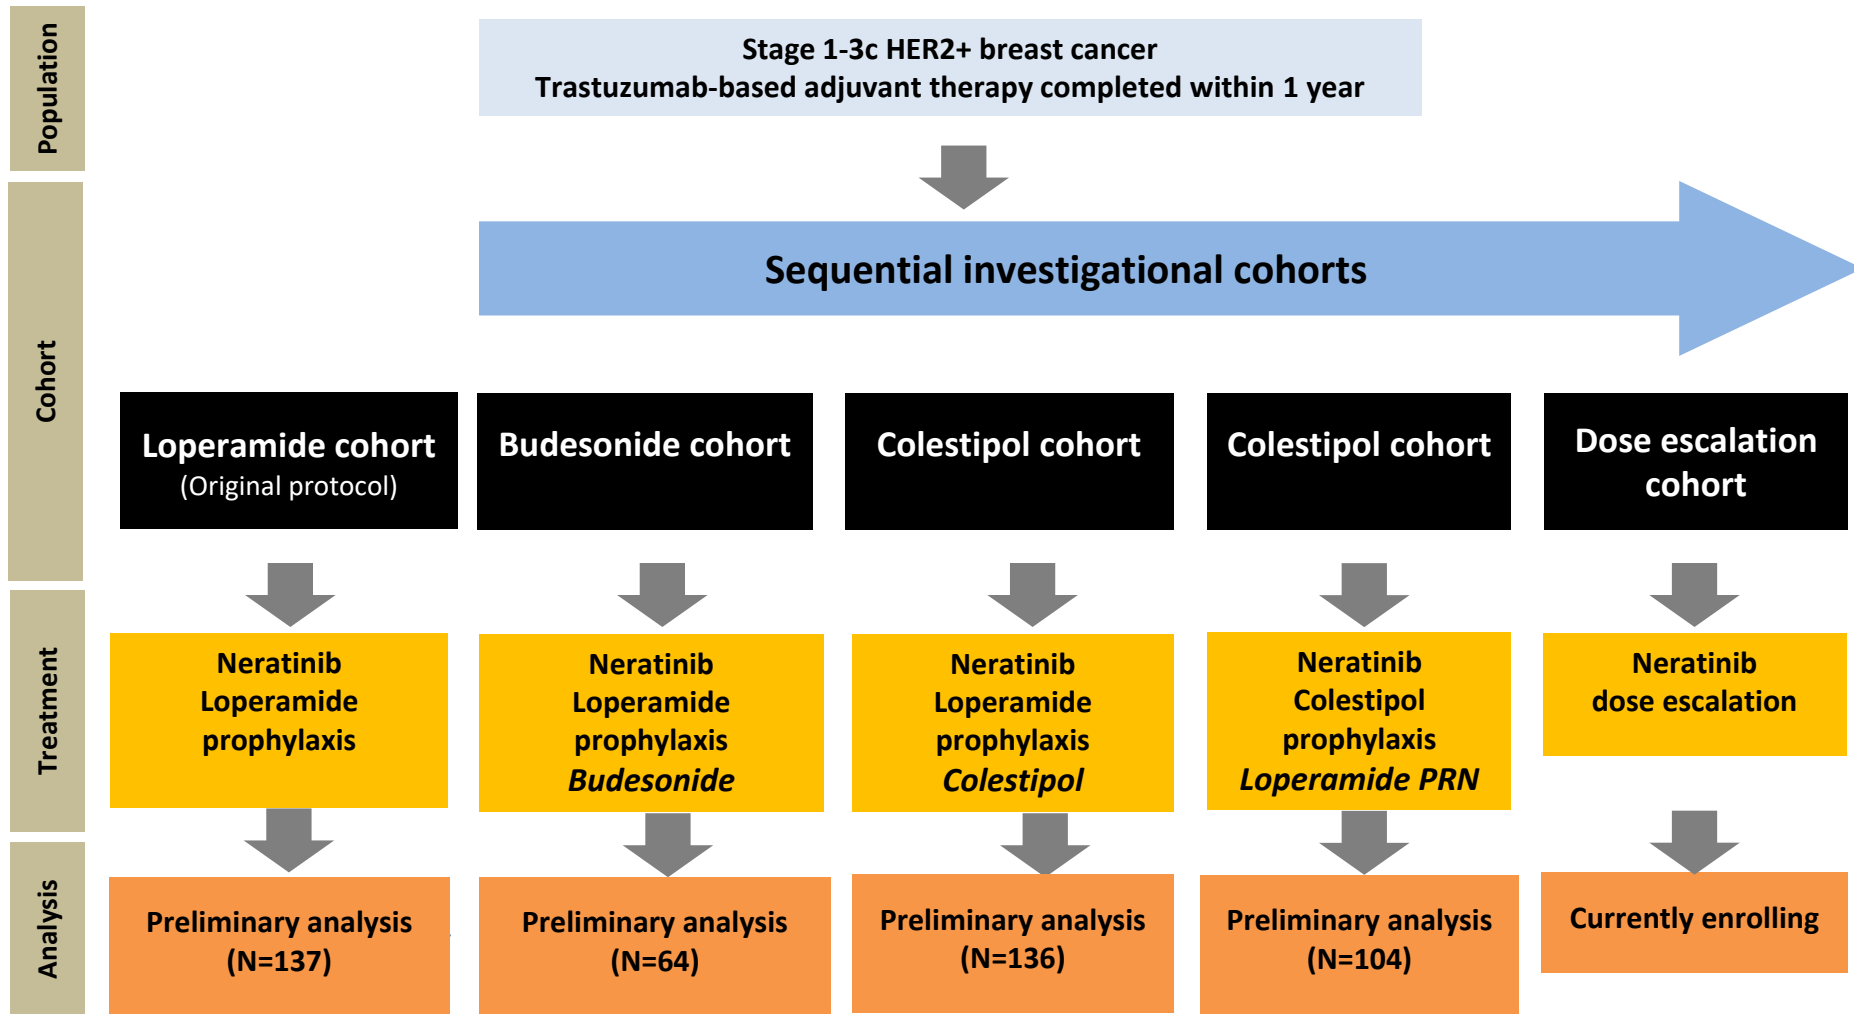 Population
Stage 1-3c HER2+ breast cancer
Trastuzumab-based adjuvant therapy completed within 1 year
Cohort
Sequential investigational cohorts
Loperamide cohort
(Original protocol)
Budesonide cohort
Colestipol cohort
Colestipol cohort
Dose escalation
cohort
Treatment
Neratinib
Loperamide
prophylaxis
Neratinib
Loperamide
prophylaxis
Budesonide
Neratinib
Loperamide
prophylaxis
Colestipol
Neratinib
Colestipol
prophylaxis
Loperamide PRN
Neratinib
dose escalation
Analysis
Preliminary analysis
(N=137)
Preliminary analysis
(N=64)
Preliminary analysis
(N=136)
Preliminary analysis
(N=104)
Currently enrolling